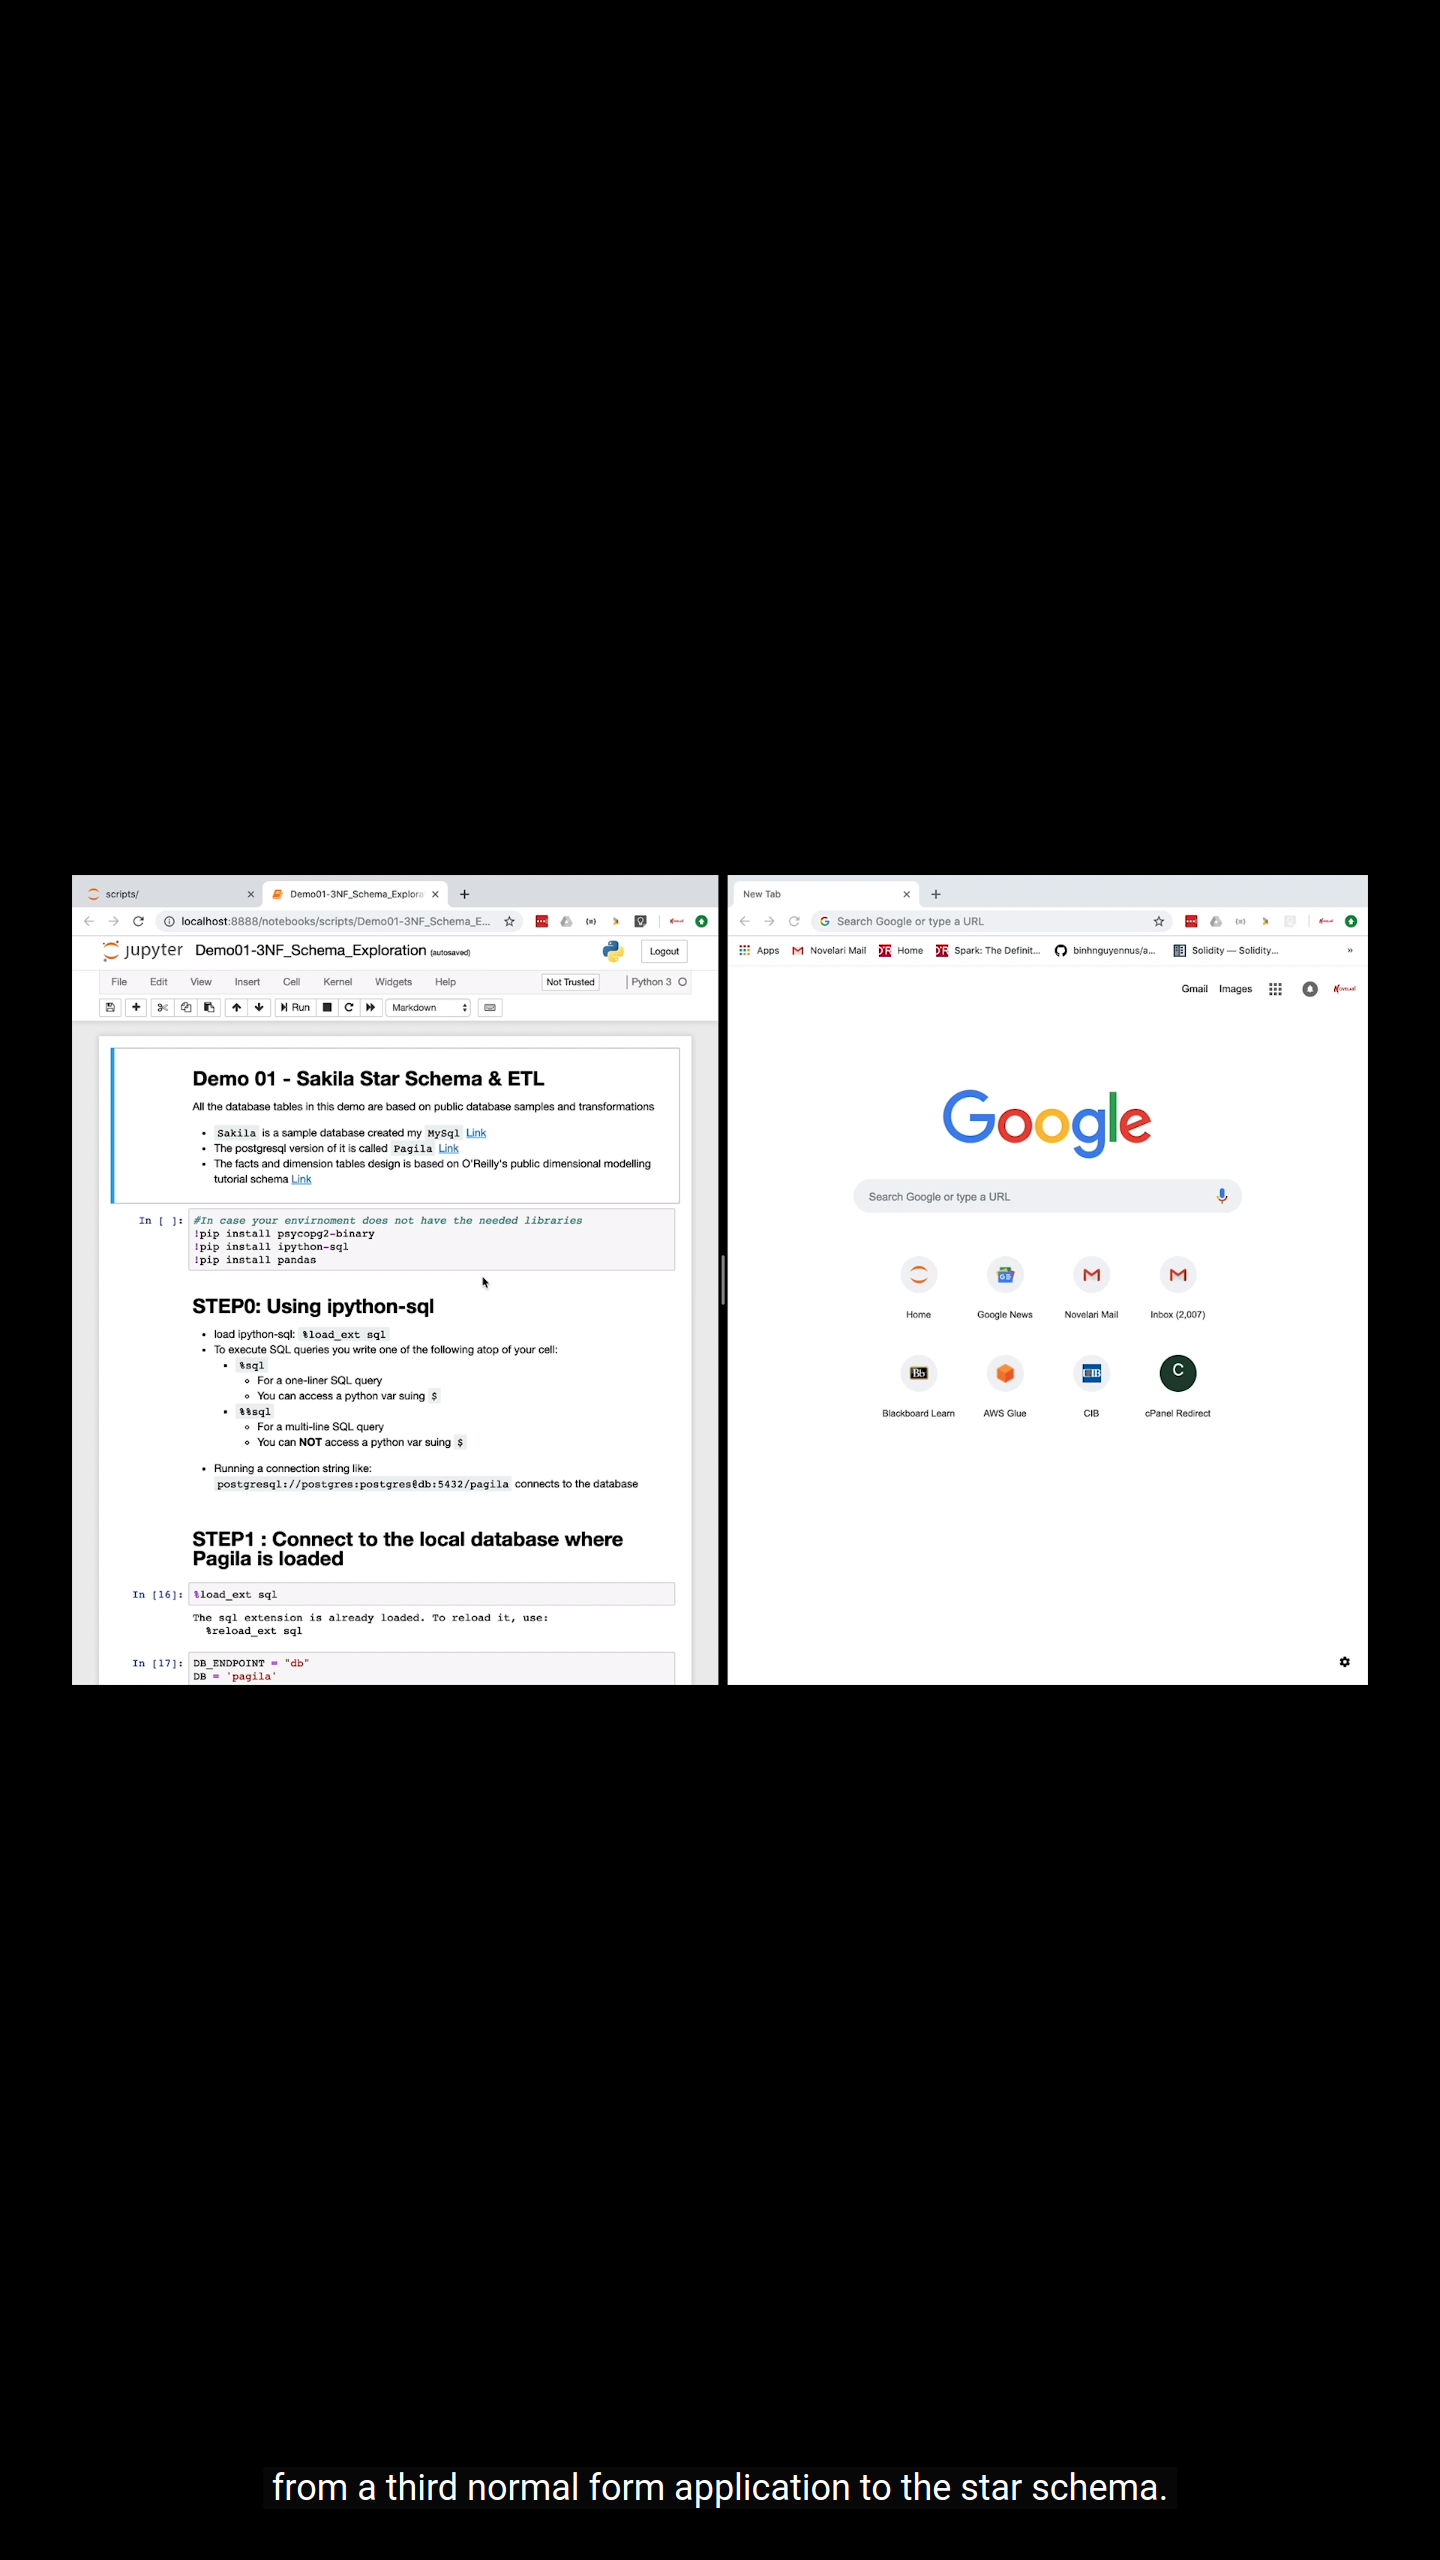 scripts/
Demo01-3NF_Schema_Explora
localhost:8888/notebooks/scripts/Demo01-3NF_Schema_E...
jupyter Demo01-3NF_Schema_Exploration (autosaved)
Logout
File Edit View Insert Cell Kernel Widgets Help
Not Trusted
Python 3
Run
Markdown
Demo 01 - Sakila Star Schema & ETL
All the database tables in this demo are based on public database samples and transformations
• Sakila is a sample database created my MySql Link
• The postgresql version of it is called Pagila Link
• The facts and dimension tables design is based on O'Reilly's public dimensional modelling
tutorial schema Link
In [ ]: #In case your envirnoment does not have the needed libraries
!pip install psycopg2-binary
!pip install ipython-sql
!pip install pandas
STEP0: Using ipython-sql
• load ipython-sql: %load_ext sql
• To execute SQL queries you write one of the following atop of your cell:
▪ %sql
◦ For a one-liner SQL query
◦ You can access a python var suing $
▪ %%sql
◦ For a multi-line SQL query
◦ You can NOT access a python var suing $
• Running a connection string like:
postgresql://postgres:postgres@db:5432/pagila connects to the database
STEP1 : Connect to the local database where
Pagila is loaded
In [16]: %load_ext sql
The sql extension is already loaded. To reload it, use:
%reload_ext sql
In [17]: DB_ENDPOINT = "db"
DB = 'pagila'
New Tab
Search Google or type a URL
Apps Novelari Mail Home Spark: The Definit... binhnguyennus/a... Solidity — Solidity... »
Gmail Images
Google
Search Google or type a URL
Home Google News Novelari Mail Inbox (2,007)
Bb CIB C
Blackboard Learn AWS Glue CIB cPanel Redirect
from a third normal form application to the star schema.